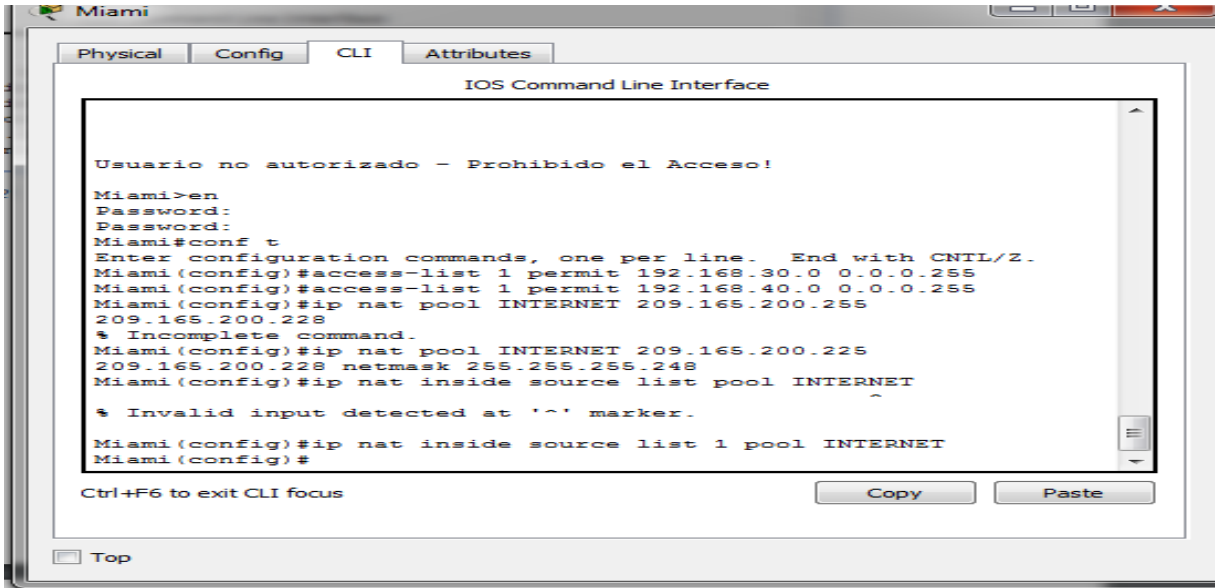 Miami
Physical Config CLI Attributes
IOS Command Line Interface
Usuario no autorizado - Prohibido el Acceso!
Miami>en
Password:
Password:
Miami#conf t
Enter configuration commands, one per line. End with CNTL/Z.
Miami(config)#access-list 1 permit 192.168.30.0 0.0.0.255
Miami(config)#access-list 1 permit 192.168.40.0 0.0.0.255
Miami(config)#ip nat pool INTERNET 209.165.200.255
209.165.200.228
% Incomplete command.
Miami(config)#ip nat pool INTERNET 209.165.200.225
209.165.200.228 netmask 255.255.255.248
Miami(config)#ip nat inside source list pool INTERNET
^
% Invalid input detected at '^' marker.
Miami(config)#ip nat inside source list 1 pool INTERNET
Miami(config)#
Ctrl+F6 to exit CLI focus
Copy Paste
Top